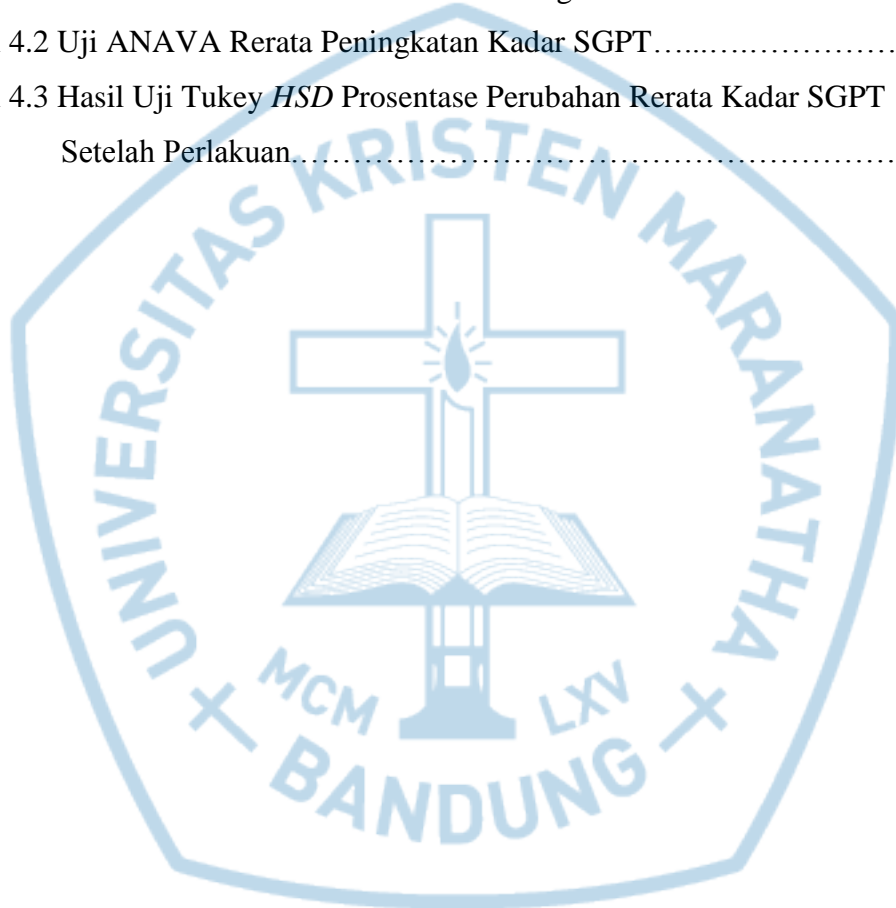 4.2 Uji ANAVA Rerata Peningkatan Kadar SGPT…...….……………
4.3 Hasil Uji Tukey HSD Prosentase Perubahan Rerata Kadar SGPT
Setelah Perlakuan……………………………………………………………
UNIVERSITAS KRISTEN MARANATHA
MCM LXV
BANDUNG